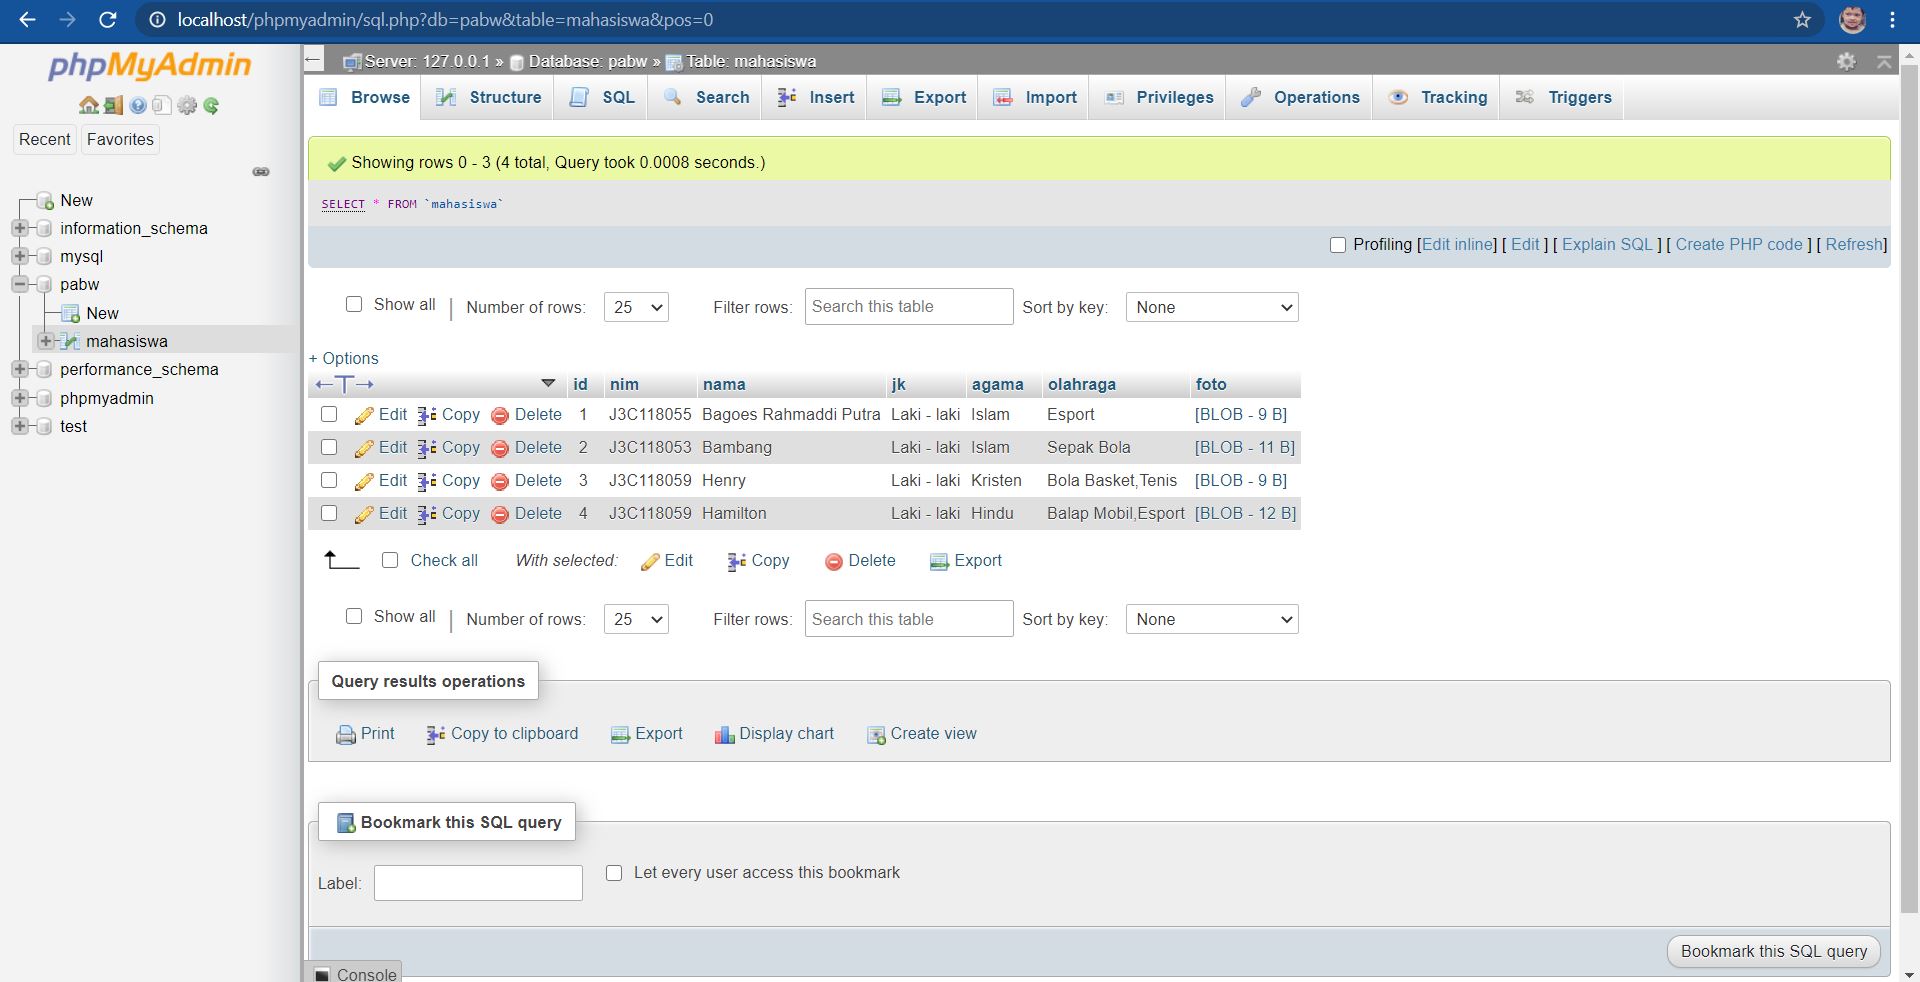 localhost/phpmyadmin/sql.php?db=pabw&table=mahasiswa&pos=0
phpMyAdmin
Recent Favorites
New
information_schema
mysql
pabw
New
mahasiswa
performance_schema
phpmyadmin
test
Server: 127.0.0.1 » Database: pabw » Table: mahasiswa
Browse Structure SQL Search Insert Export Import Privileges Operations Tracking Triggers
Showing rows 0 - 3 (4 total, Query took 0.0008 seconds.)
SELECT * FROM `mahasiswa`
Profiling [Edit inline] [ Edit ] [ Explain SQL ] [ Create PHP code ] [ Refresh]
Show all | Number of rows: 25 Filter rows: Search this table Sort by key: None
+ Options
←T→ id nim nama jk agama olahraga foto
Edit Copy Delete 1 J3C118055 Bagoes Rahmaddi Putra Laki - laki Islam Esport [BLOB - 9 B]
Edit Copy Delete 2 J3C118053 Bambang Laki - laki Islam Sepak Bola [BLOB - 11 B]
Edit Copy Delete 3 J3C118059 Henry Laki - laki Kristen Bola Basket,Tenis [BLOB - 9 B]
Edit Copy Delete 4 J3C118059 Hamilton Laki - laki Hindu Balap Mobil,Esport [BLOB - 12 B]
Check all With selected: Edit Copy Delete Export
Show all | Number of rows: 25 Filter rows: Search this table Sort by key: None
Query results operations
Print Copy to clipboard Export Display chart Create view
Bookmark this SQL query
Label: Let every user access this bookmark
Bookmark this SQL query
Console